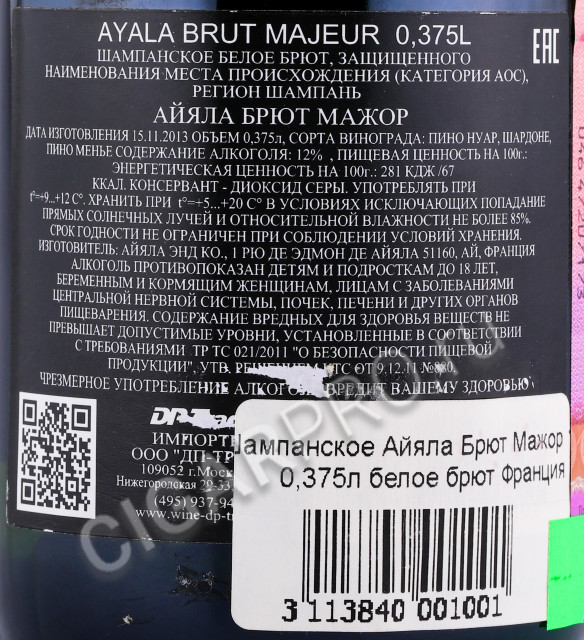 AYALA BRUT MAJEUR 0,375L
ШАМПАНСКОЕ БЕЛОЕ БРЮТ, ЗАЩИЩЕННОГО
НАИМЕНОВАНИЯ МЕСТА ПРОИСХОЖДЕНИЯ (КАТЕГОРИЯ АОС),
РЕГИОН ШАМПАНЬ
EAC
АЙЯЛА БРЮТ МАЖОР
ДАТА ИЗГОТОВЛЕНИЯ 15.11.2013 ОБЪЕМ 0,375л, СОРТА ВИНОГРАДА: ПИНО НУАР, ШАРДОНЕ,
ПИНО МЕНЬЕ СОДЕРЖАНИЕ АЛКОГОЛЯ: 12% , ПИЩЕВАЯ ЦЕННОСТЬ НА 100г.:
ЭНЕРГЕТИЧЕСКАЯ ЦЕННОСТЬ НА 100г.: 281 КДЖ /67
ККАЛ. КОНСЕРВАНТ - ДИОКСИД СЕРЫ. УПОТРЕБЛЯТЬ ПРИ
t°=+9...+12 С°. ХРАНИТЬ ПРИ t°=+5...+20 С° В УСЛОВИЯХ ИСКЛЮЧАЮЩИХ ПОПАДАНИЕ
ПРЯМЫХ СОЛНЕЧНЫХ ЛУЧЕЙ И ОТНОСИТЕЛЬНОЙ ВЛАЖНОСТИ НЕ БОЛЕЕ 85%.
СРОК ГОДНОСТИ НЕ ОГРАНИЧЕН ПРИ СОБЛЮДЕНИИ УСЛОВИЙ ХРАНЕНИЯ.
ИЗГОТОВИТЕЛЬ: АЙЯЛА ЭНД КО., 1 РЮ ДЕ ЭДМОН ДЕ АЙЯЛА 51160, АЙ, ФРАНЦИЯ
АЛКОГОЛЬ ПРОТИВОПОКАЗАН ДЕТЯМ И ПОДРОСТКАМ ДО 18 ЛЕТ,
БЕРЕМЕННЫМ И КОРМЯЩИМ ЖЕНЩИНАМ, ЛИЦАМ С ЗАБОЛЕВАНИЯМИ
ЦЕНТРАЛЬНОЙ НЕРВНОЙ СИСТЕМЫ, ПОЧЕК, ПЕЧЕНИ И ДРУГИХ ОРГАНОВ
ПИЩЕВАРЕНИЯ. СОДЕРЖАНИЕ ВРЕДНЫХ ДЛЯ ЗДОРОВЬЯ ВЕЩЕСТВ НЕ
ПРЕВЫШАЕТ ДОПУСТИМЫЕ УРОВНИ, УСТАНОВЛЕННЫЕ В СООТВЕТСТВИИ
С ТРЕБОВАНИЯМИ ТР ТС 021/2011 "О БЕЗОПАСНОСТИ ПИЩЕВОЙ
ПРОДУКЦИИ", УТВ. РЕШЕНИЕМ КТС ОТ 9.12.11 №880.
ЧРЕЗМЕРНОЕ УПОТРЕБЛЕНИЕ АЛКОГОЛЯ ВРЕДИТ ВАШЕМУ ЗДОРОВЬЮ
DP-Trad
ИМПОРТЕ
ООО "ДП-ТР
109052 г.Моск
Нижегородская 29-33
(495) 937-94
www.wine-dp-tr
Шампанское Айяла Брют Мажор
0,375л белое брют Франция
3 113840 001001
CIGARPRO.ru